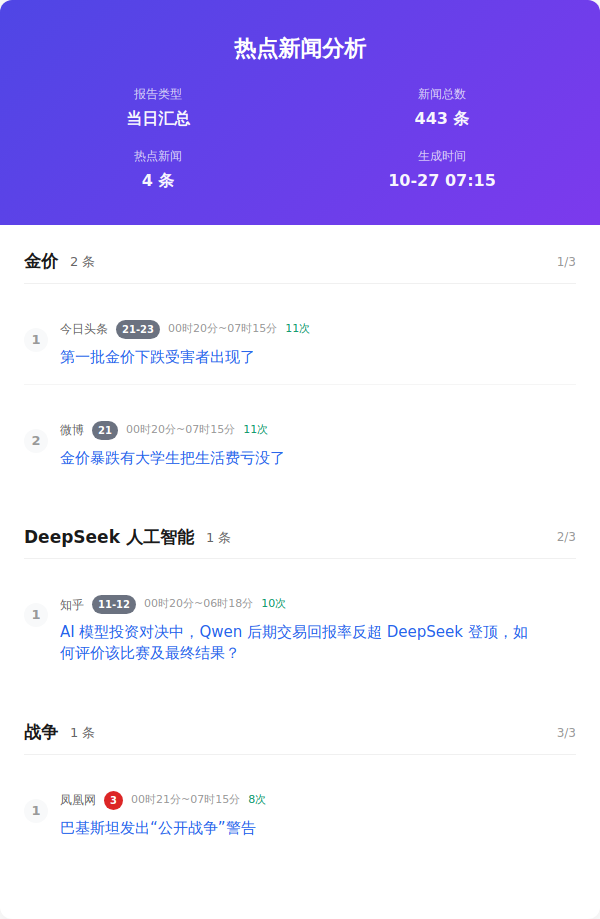 热点新闻分析
报告类型
新闻总数
当日汇总
443 条
热点新闻
生成时间
4 条
10-27 07:15
金价 2 条 1/3
1
今日头条 21-23 00时20分~07时15分 11次
第一批金价下跌受害者出现了
2
微博 21 00时20分~07时15分 11次
金价暴跌有大学生把生活费亏没了
DeepSeek 人工智能 1 条 2/3
1
知乎 11-12 00时20分~06时18分 10次
AI 模型投资对决中，Qwen 后期交易回报率反超 DeepSeek 登顶，如
何评价该比赛及最终结果？
战争 1 条 3/3
1
凤凰网 3 00时21分~07时15分 8次
巴基斯坦发出“公开战争”警告